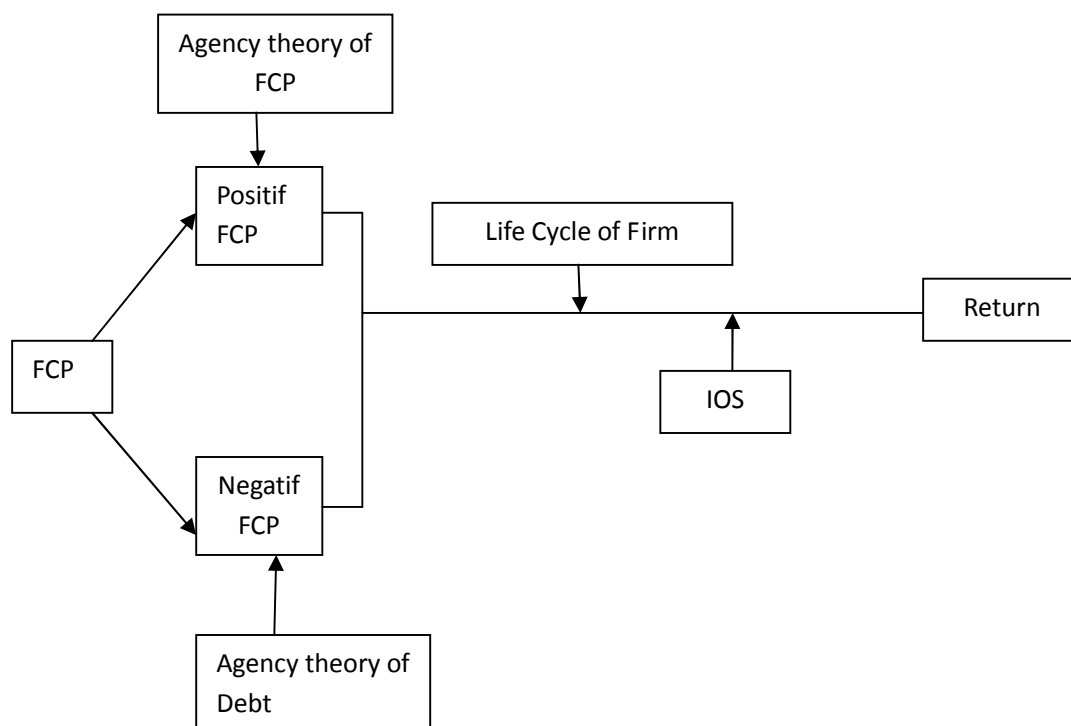 Agency theory of
FCP
Positif
FCP
Life Cycle of Firm
Return
FCP
IOS
Negatif
FCP
Agency theory of
Debt